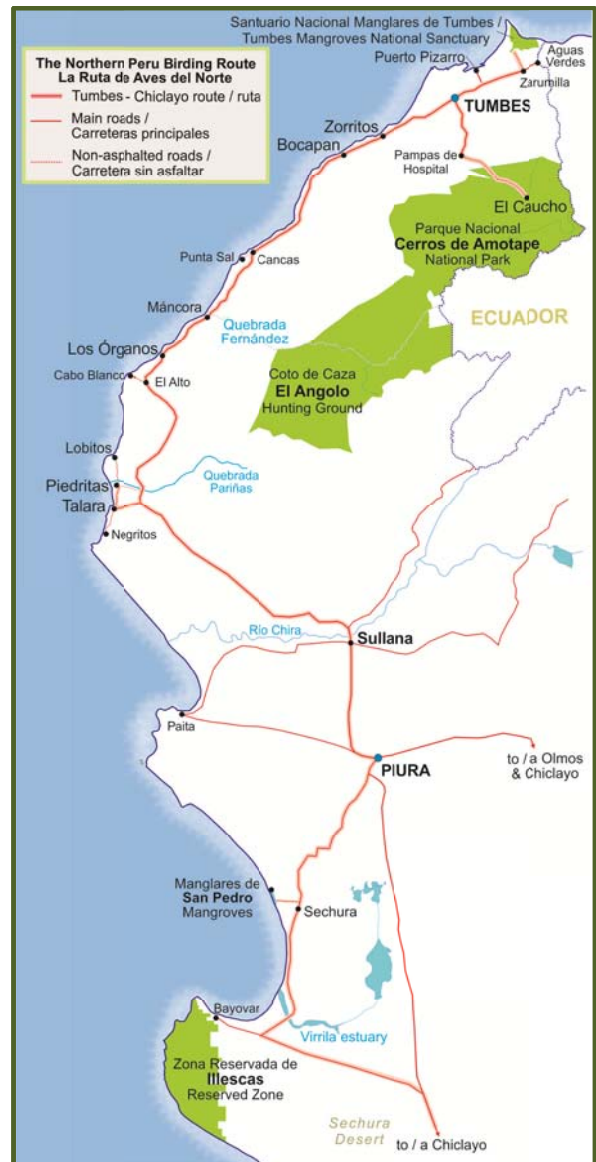 Santuario Nacional Manglares de Tumbes /
Tumbes Mangroves National Sanctuary
The Northern Peru Birding Route
La Ruta de Aves del Norte
Tumbes - Chiclayo route / ruta
Main roads /
Carreteras principales
Non-asphalted roads /
Carretera sin asfaltar
Puerto Pizarro
Aguas
Verdes
Zarumilla
TUMBES
Zorritos
Bocapan
Pampas de
Hospital
El Caucho
Parque Nacional
Cerros de Amotape
National Park
Punta Sal
Cancas
Máncora
Quebrada
Fernández
ECUADOR
Los Órganos
Cabo Blanco
El Alto
Coto de Caza
El Angolo
Hunting Ground
Lobitos
Piedritas
Quebrada
Pariñas
Talara
Negritos
Río Chira
Sullana
Paita
PIURA
to / a Olmos
& Chiclayo
Manglares de
San Pedro
Mangroves
Sechura
Bayovar
Virrila estuary
Zona Reservada de
Illescas
Reserved Zone
Sechura
Desert
to / a Chiclayo